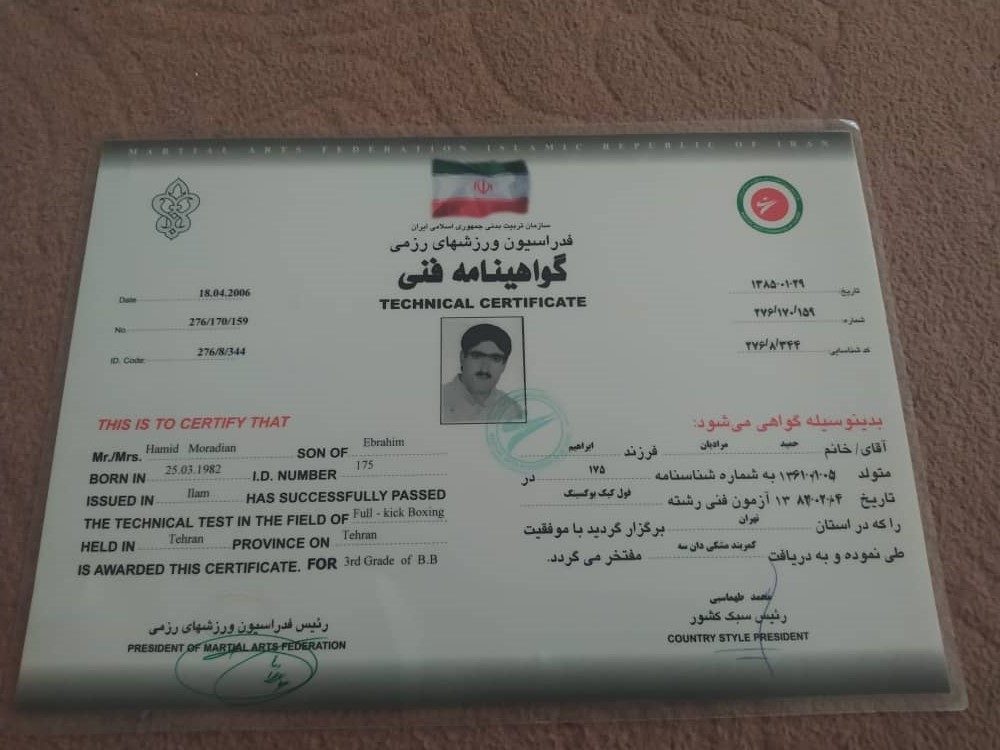 MARTIAL ARTS FEDERATION ISLAMIC REPUBLIC OF IRAN
سازمان تربیت بدنی جمهوری اسلامی ایران
فدراسیون ورزشهای رزمی
گواهینامه فنی
TECHNICAL CERTIFICATE
Date 18.04.2006
No 276/170/159
ID. Code: 276/8/344
تاریخ: ۱۳۸۵-۰۱-۲۹
شماره: ۲۷۶/۱۷۰/۱۵۹
کد شناسایی: ۲۷۶/۸/۳۴۴
THIS IS TO CERTIFY THAT
Mr./Mrs. Hamid Moradian SON OF Ebrahim
BORN IN 25.03.1982 I.D. NUMBER 175
ISSUED IN Ilam HAS SUCCESSFULLY PASSED
THE TECHNICAL TEST IN THE FIELD OF Full - kick Boxing
HELD IN Tehran PROVINCE ON Tehran
IS AWARDED THIS CERTIFICATE. FOR 3rd Grade of B.B
بدینوسیله گواهی می‌شود:
آقای/ خانم حمید مرادیان فرزند ابراهیم
متولد به شماره شناسنامه ۱۷۵ در
تاریخ آزمون فنی رشته فول کیک بوکسینگ
را که در استان تهران برگزار گردید با موفقیت
طی نموده و به دریافت کمربند مشکی دان سه مفتخر می گردد.
رئیس فدراسیون ورزشهای رزمی
PRESIDENT OF MARTIAL ARTS FEDERATION
محمد طهماسبی
رئیس سبک کشور
COUNTRY STYLE PRESIDENT